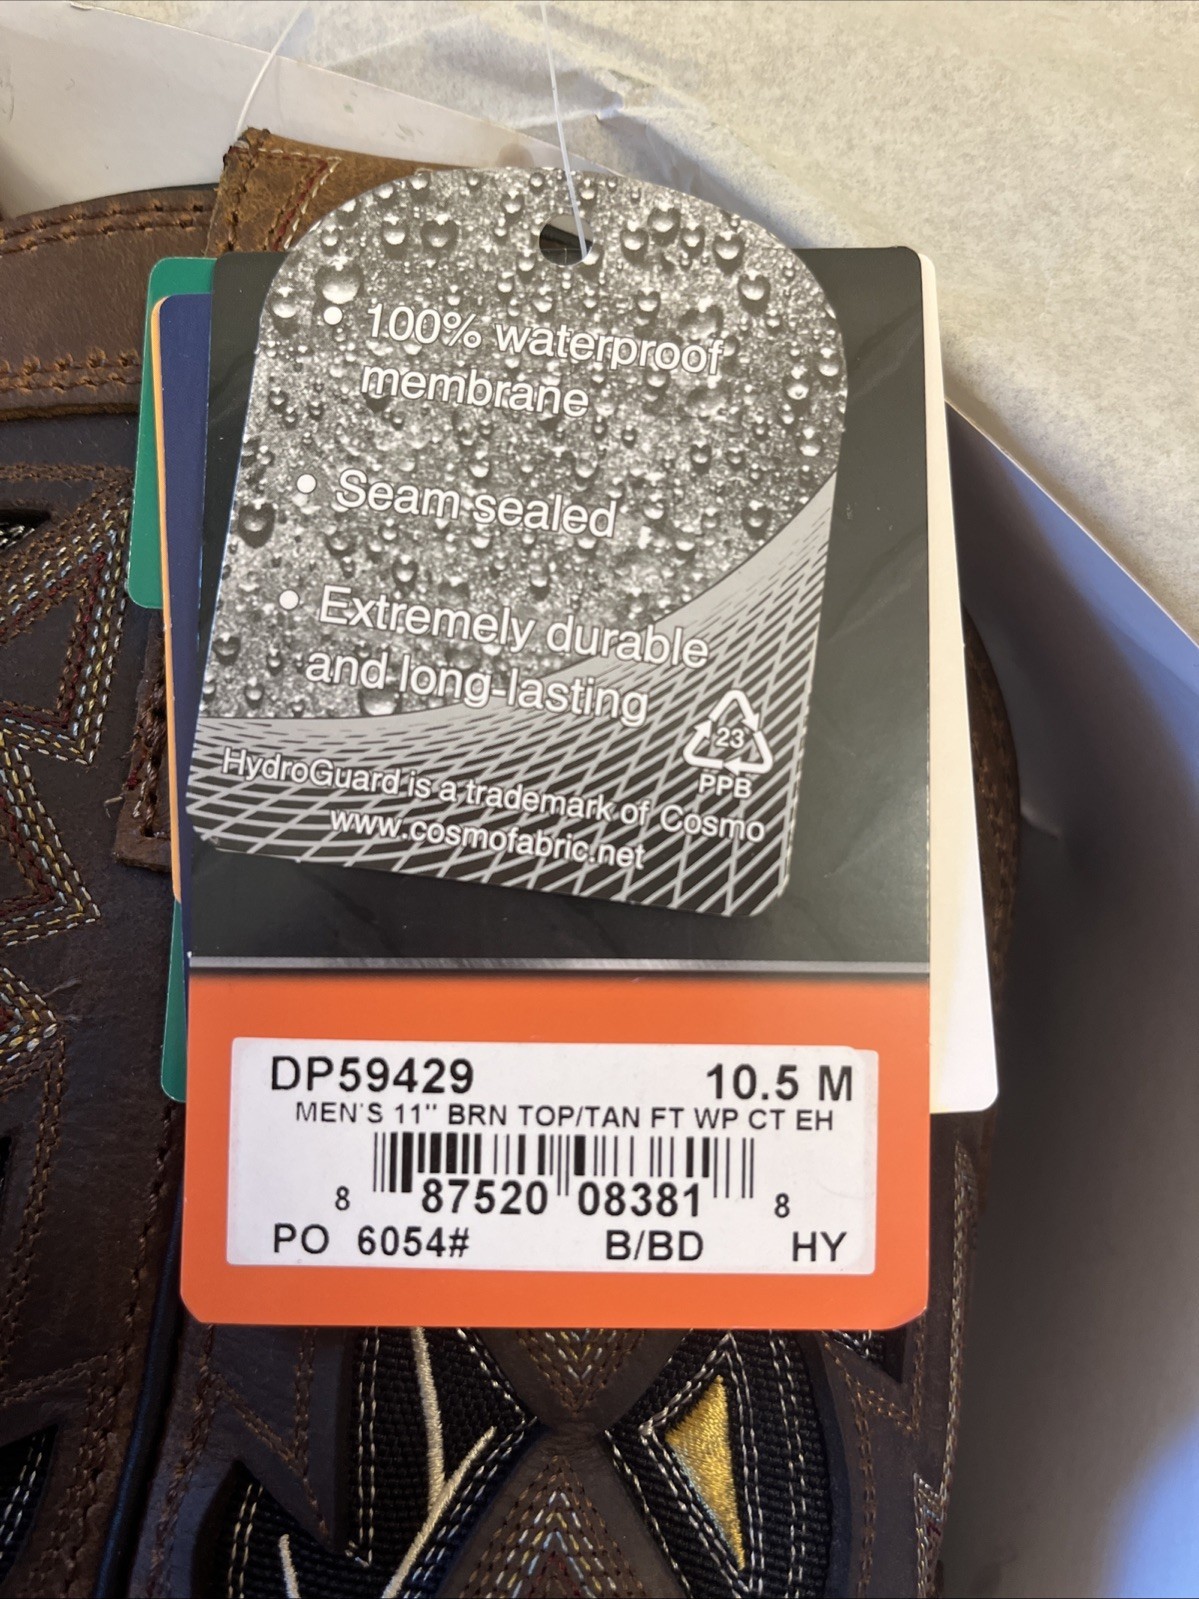 • 100% waterproof
membrane
• Seam sealed
• Extremely durable
and long-lasting
23
PPB
HydroGuard is a trademark of Cosmo
www.cosmofabric.net
DP59429 10.5 M
MEN'S 11" BRN TOP/TAN FT WP CT EH
8 87520 08381 8
PO 6054# B/BD HY